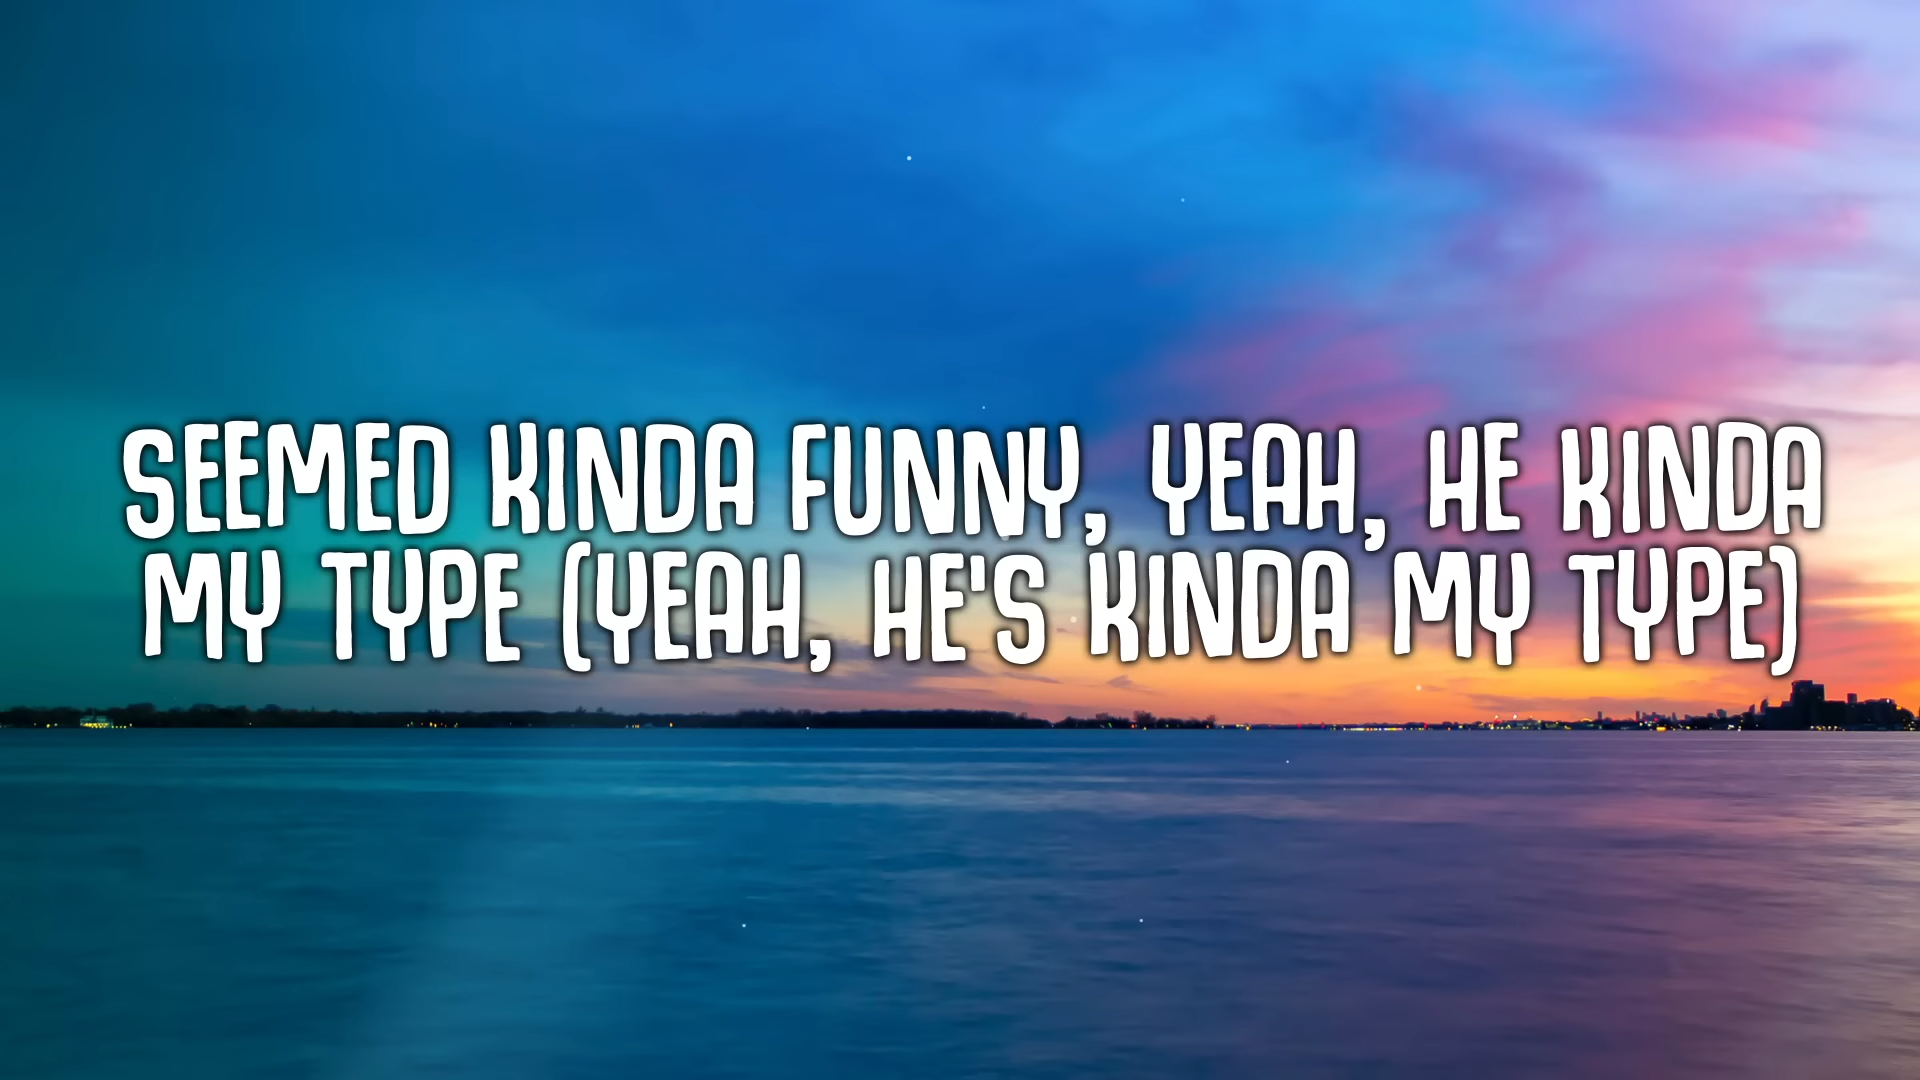 SEEMED KINDA FUNNY, YEAH, HE KINDA
MY TYPE (YEAH, HE'S KINDA MY TYPE)